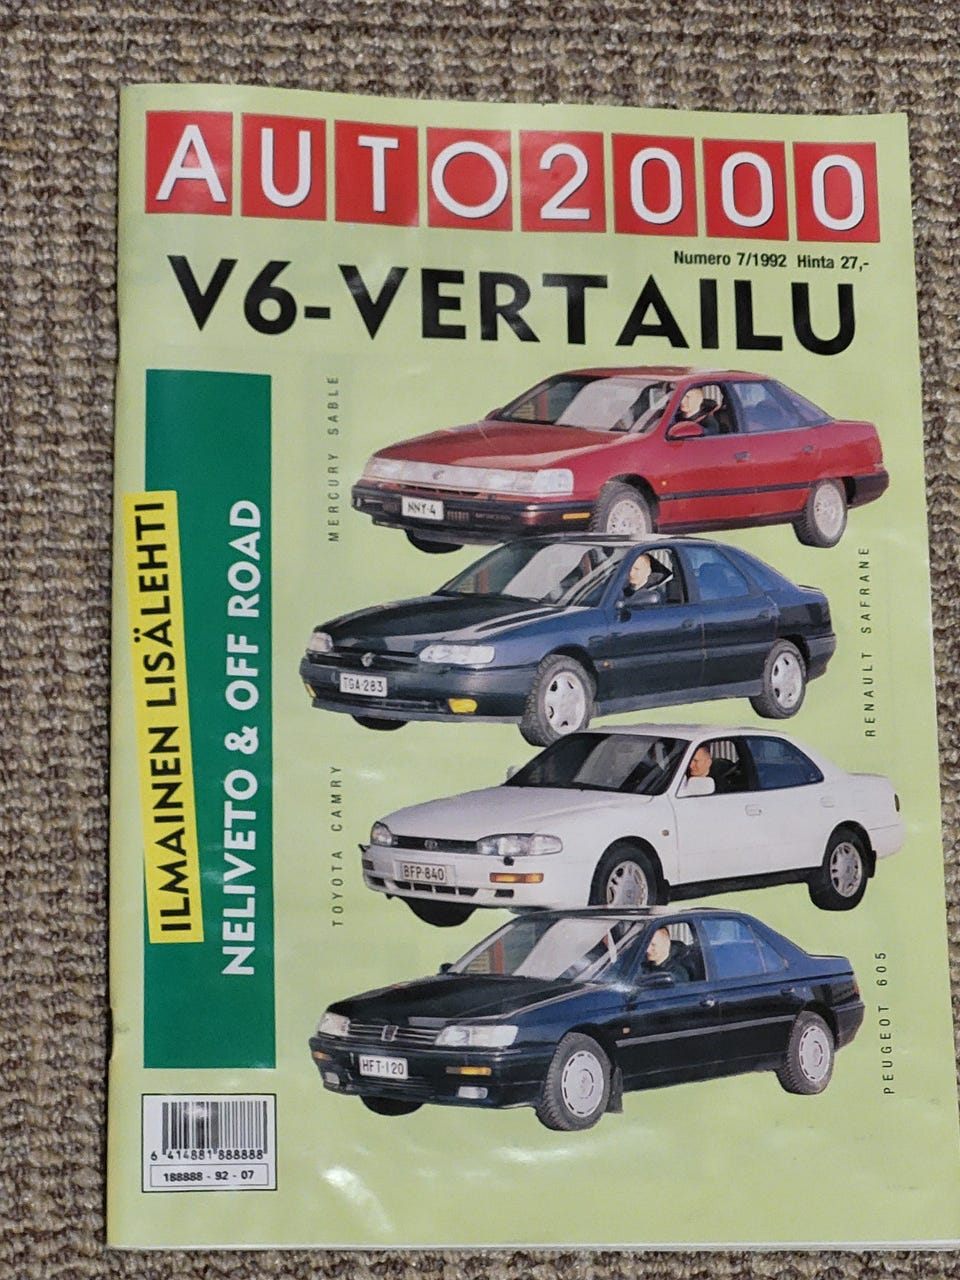 AUTO2000
Numero 7/1992 Hinta 27,-
V6-VERTAILU
MERCURY SABLE
NNY-4
RENAULT SAFRANE
TGA-283
TOYOTA CAMRY
BFP-840
PEUGEOT 605
HFT-120
ILMAINEN LISÄLEHTI
NELIVETO & OFF ROAD
6 414881 888888
188888 - 92 - 07